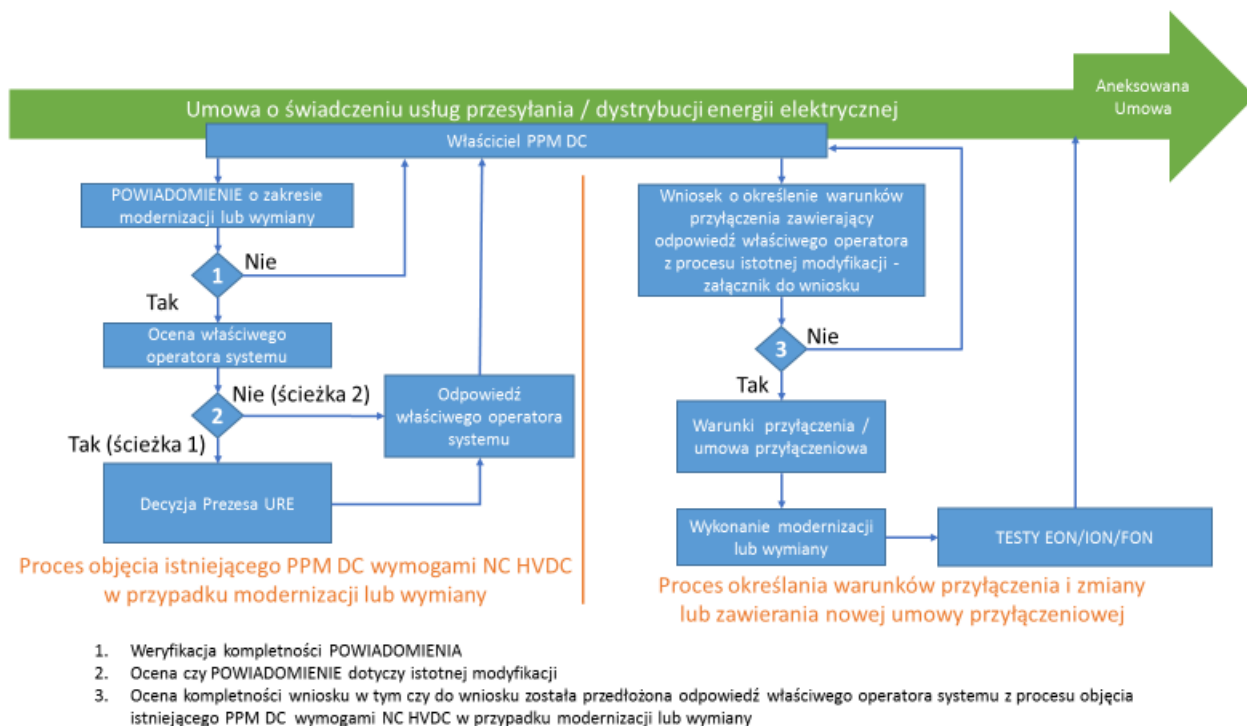 Aneksowana
Umowa
Umowa o świadczeniu usług przesyłania / dystrybucji energii elektrycznej
Właściciel PPM DC
POWIADOMIENIE o zakresie
modernizacji lub wymiany
1
Nie
Tak
Ocena właściwego
operatora systemu
2
Nie (ścieżka 2)
Tak (ścieżka 1)
Odpowiedź
właściwego operatora
systemu
Decyzja Prezesa URE
Proces objęcia istniejącego PPM DC wymogami NC HVDC
w przypadku modernizacji lub wymiany
Wniosek o określenie warunków
przyłączenia zawierający
odpowiedź właściwego operatora
z procesu istotnej modyfikacji -
załącznik do wniosku
3
Nie
Tak
Warunki przyłączenia /
umowa przyłączeniowa
Wykonanie modernizacji
lub wymiany
TESTY EON/ION/FON
Proces określania warunków przyłączenia i zmiany
lub zawierania nowej umowy przyłączeniowej
1. Weryfikacja kompletności POWIADOMIENIA
2. Ocena czy POWIADOMIENIE dotyczy istotnej modyfikacji
3. Ocena kompletności wniosku w tym czy do wniosku została przedłożona odpowiedź właściwego operatora systemu z procesu objęcia
istniejącego PPM DC wymogami NC HVDC w przypadku modernizacji lub wymiany